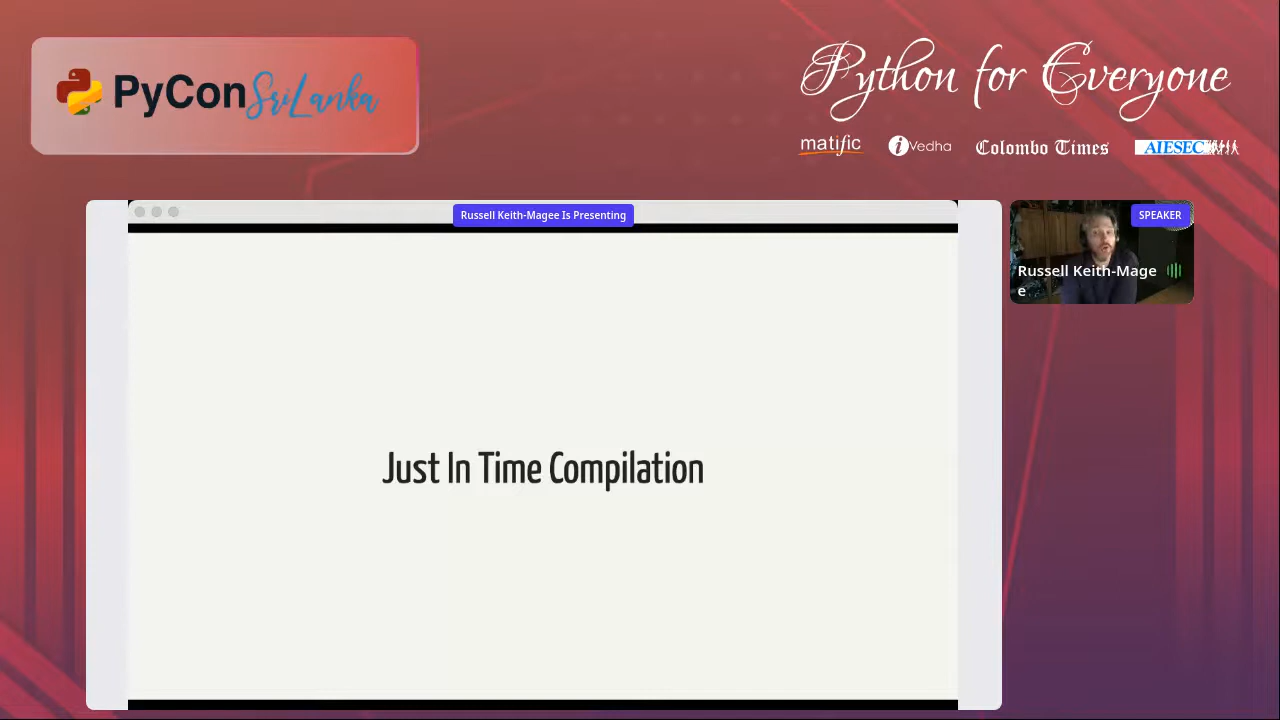 PyCon SriLanka
Python for Everyone
matific
i Vedha
Colombo Times
AIESEC
Russell Keith-Magee Is Presenting
SPEAKER
Russell Keith-Mage
e
Just In Time Compilation